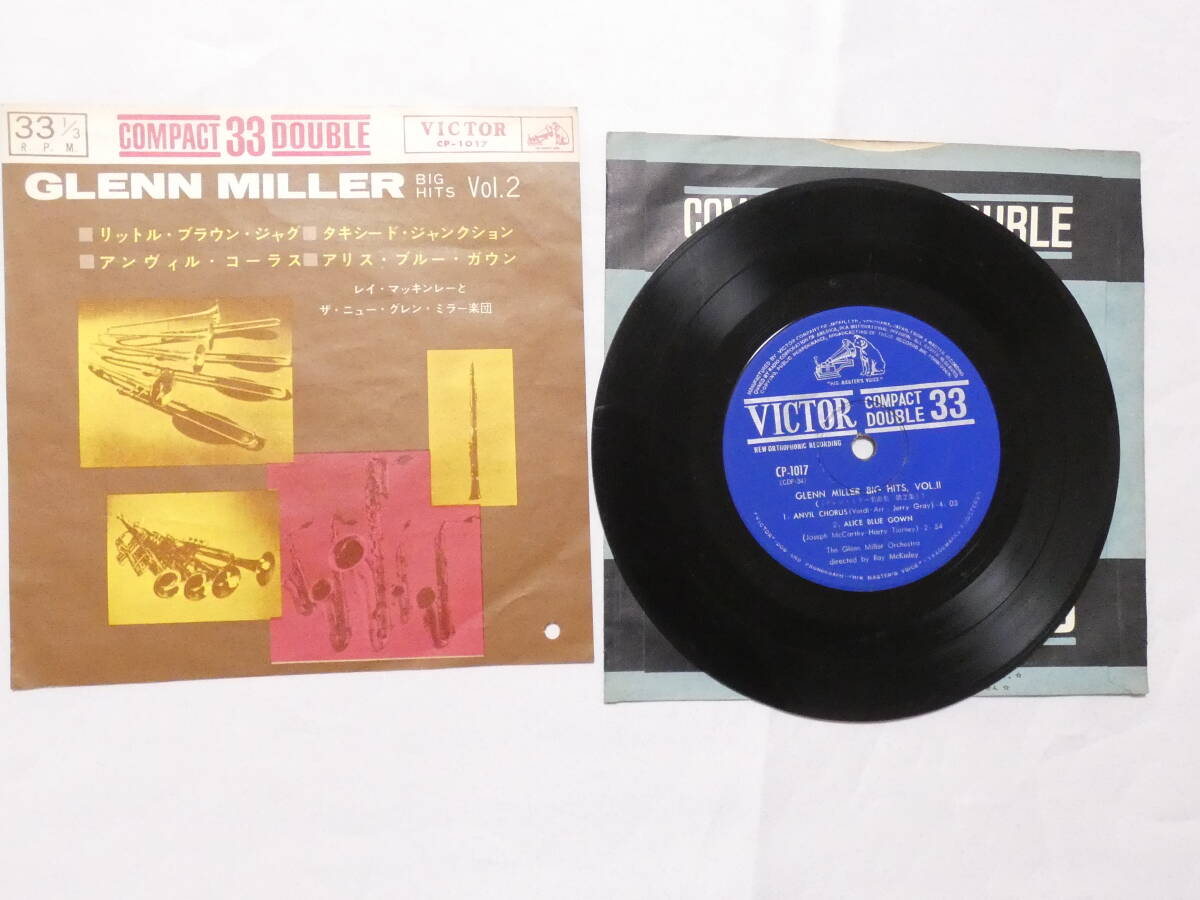 33 1/3
R. P. M
COMPACT 33 DOUBLE
VICTOR
CP-1017
GLENN MILLER BIG HITS Vol.2
リットル・ブラウン・ジャグ
タキシード・ジャンクション
アンヴィル・コーラス
アリス・ブルー・ガウン
レイ・マッキンレーと
ザ・ニュー・グレン・ミラー楽団
"HIS MASTER'S VOICE"
VICTOR
COMPACT DOUBLE 33
NEW ORTHOPHONIC RECORDING
CP-1017
GLENN MILLER BIG HITS, VOL.II
1. ANVIL CHORUS (Verdi-Arr: Jerry Gray)-4:03
2. ALICE BLUE GOWN
(Joseph McCarthy-Harry Tierney)-2:54
The Glenn Miller Orchestra
directed by Ray McKinley